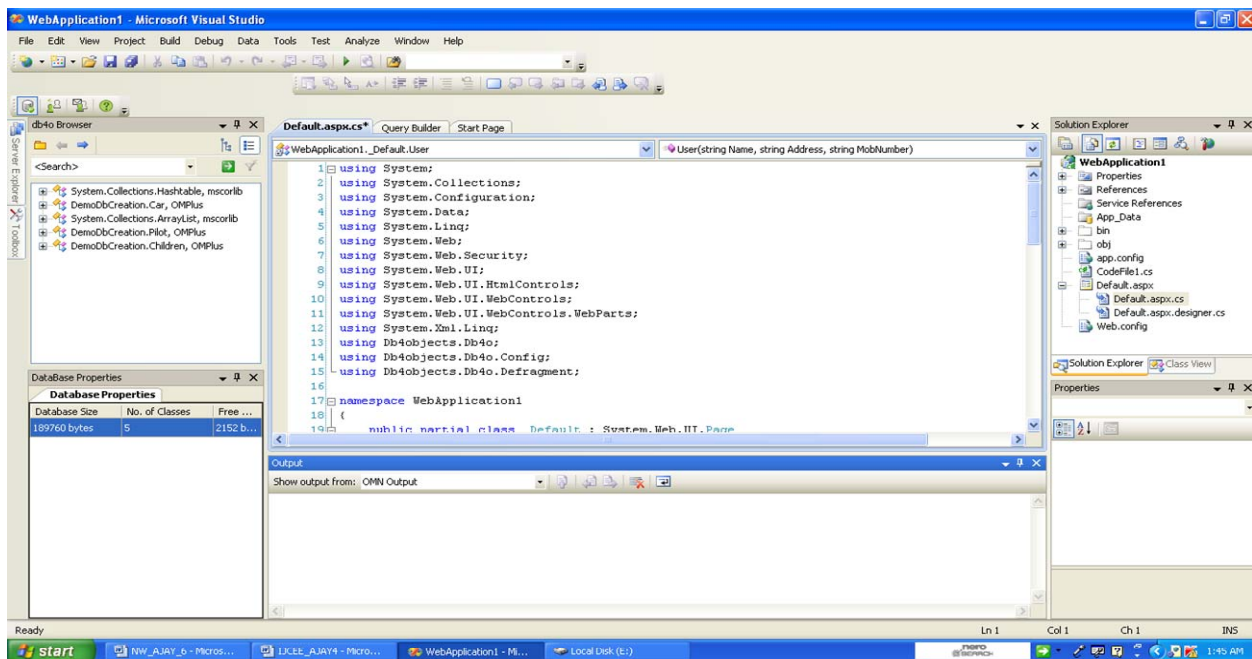 WebApplication1 - Microsoft Visual Studio
File Edit View Project Build Debug Data Tools Test Analyze Window Help
db4o Browser
<Search>
System.Collections.Hashtable, mscorlib
DemoDbCreation.Car, OMPlus
System.Collections.ArrayList, mscorlib
DemoDbCreation.Pilot, OMPlus
DemoDbCreation.Children, OMPlus
Server Explorer
Toolbox
DataBase Properties
Database Properties
Database Size No. of Classes Free ...
189760 bytes 5 2152 b...
Default.aspx.cs* Query Builder Start Page
WebApplication1._Default.User User(string Name, string Address, string MobNumber)
1 using System;
2 using System.Collections;
3 using System.Configuration;
4 using System.Data;
5 using System.Linq;
6 using System.Web;
7 using System.Web.Security;
8 using System.Web.UI;
9 using System.Web.UI.HtmlControls;
10 using System.Web.UI.WebControls;
11 using System.Web.UI.WebControls.WebParts;
12 using System.Xml.Linq;
13 using Db4objects.Db4o;
14 using Db4objects.Db4o.Config;
15 using Db4objects.Db4o.Defragment;
16
17 namespace WebApplication1
18 {
19 public partial class _Default : System.Web.UI.Page
Output
Show output from: OMN Output
Solution Explorer
WebApplication1
Properties
References
Service References
App_Data
bin
obj
app.config
CodeFile1.cs
Default.aspx
Default.aspx.cs
Default.aspx.designer.cs
Web.config
Solution Explorer Class View
Properties
Ready Ln 1 Col 1 Ch 1 INS
start NW_AJAY_6 - Micros... IJCEE_AJAY4 - Micro... WebApplication1 - Mi... Local Disk (E:) nero SEARCH 1:45 AM